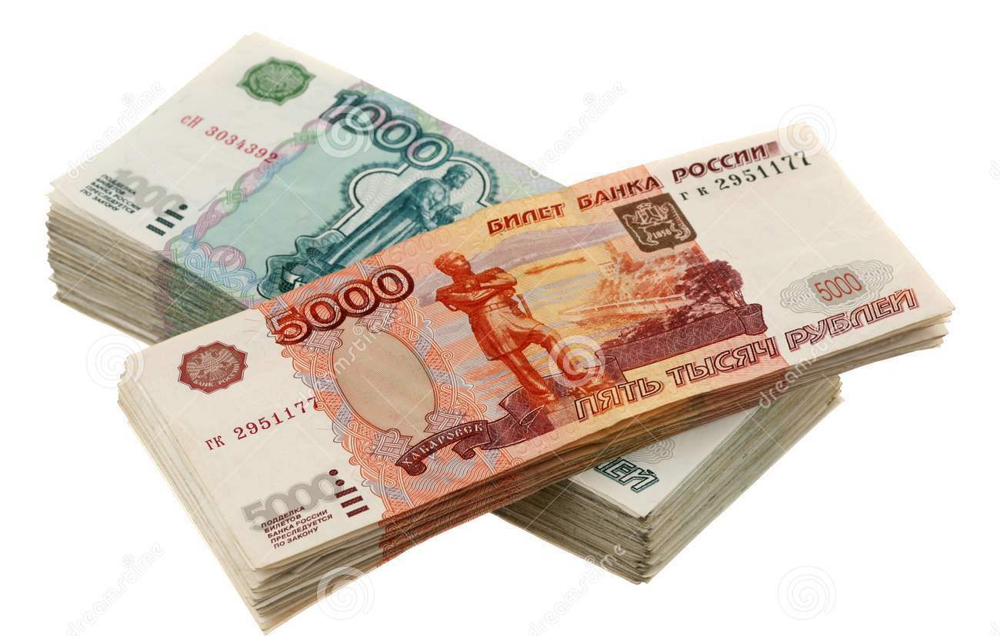 1000
сН 3034392
1000
ПОДДЕЛКА
БИЛЕТОВ
БАНКА РОССИИ
ПРЕСЛЕДУЕТСЯ
ПО ЗАКОНУ
БИЛЕТ БАНКА РОССИИ
гк 2951177
1858
5000
5000
БАНК РОССИИ
гк 2951177
ХАБАРОВСК
ПЯТЬ ТЫСЯЧ РУБЛЕЙ
5000
ПОДДЕЛКА
БИЛЕТОВ
БАНКА РОССИИ
ПРЕСЛЕДУЕТСЯ
ПО ЗАКОНУ
ЛЕЙ
dreamstime